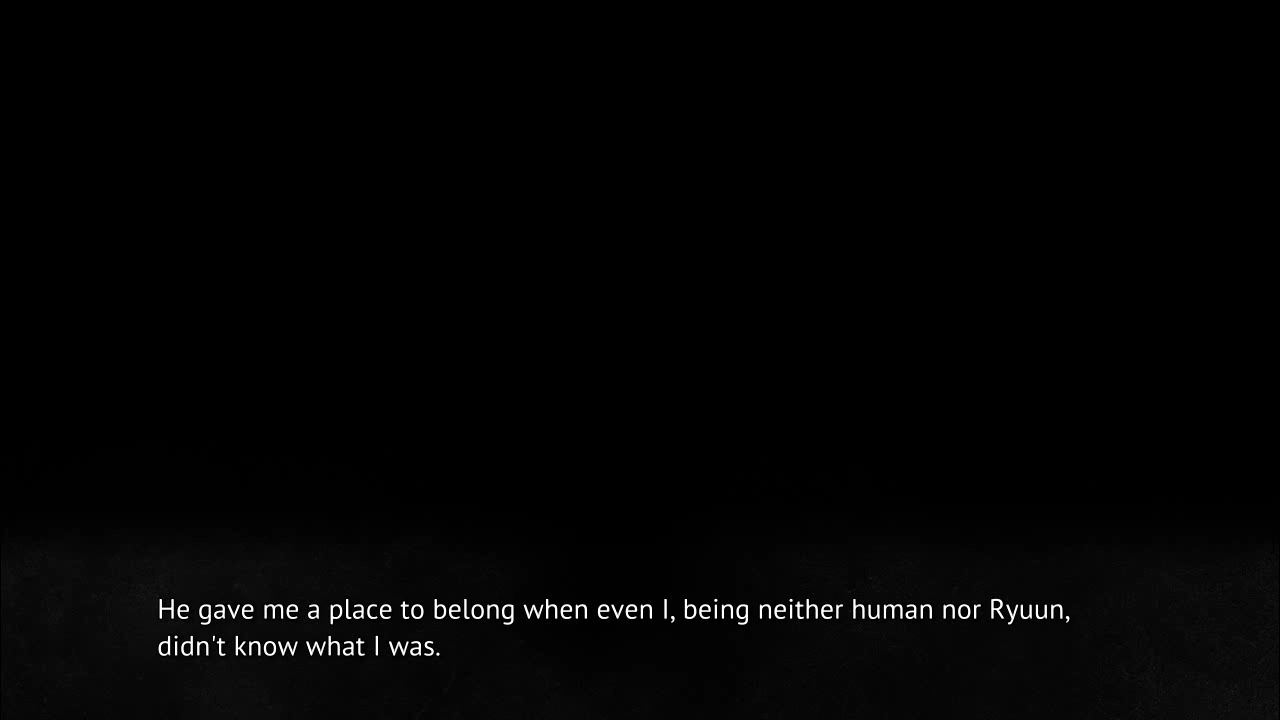 He gave me a place to belong when even I, being neither human nor Ryuun,
didn't know what I was.